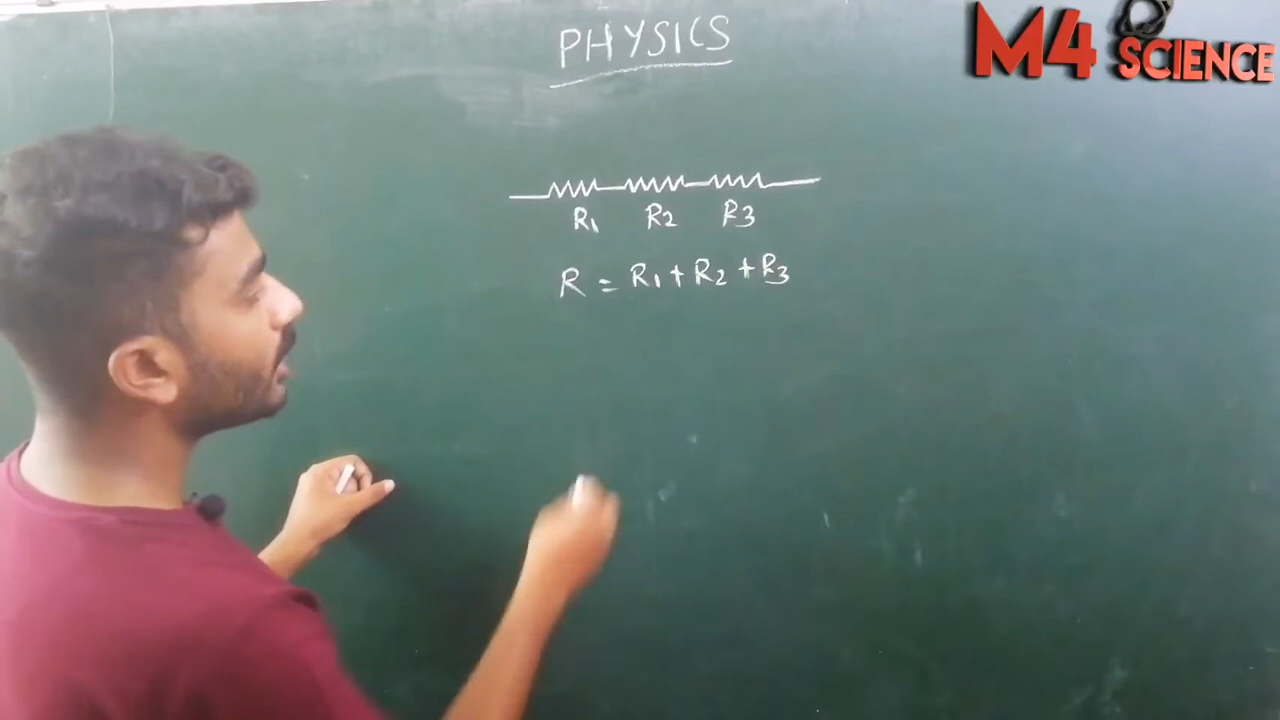 PHYSICS
M4 SCIENCE
R1 R2 R3
R = R1 + R2 + R3